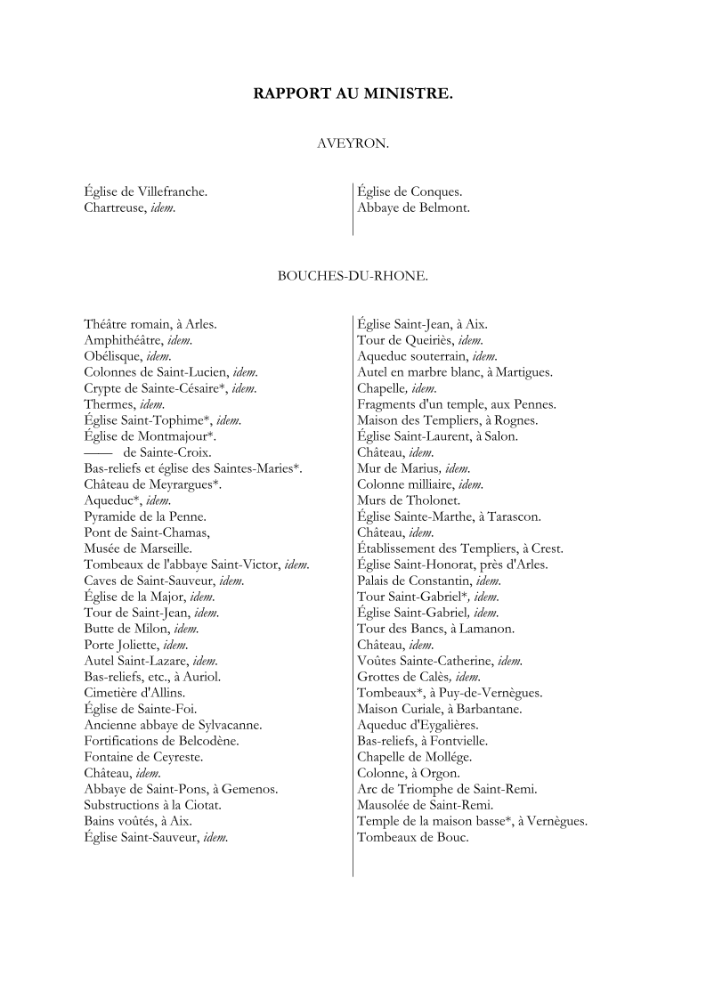 RAPPORT AU MINISTRE.
AVEYRON.
Église de Villefranche.
Chartreuse, idem.
Église de Conques.
Abbaye de Belmont.
BOUCHES-DU-RHONE.
Théâtre romain, à Arles.
Amphithéâtre, idem.
Obélisque, idem.
Colonnes de Saint-Lucien, idem.
Crypte de Sainte-Césaire*, idem.
Thermes, idem.
Église Saint-Tophime*, idem.
Église de Montmajour*.
—— de Sainte-Croix.
Bas-reliefs et église des Saintes-Maries*.
Château de Meyrargues*.
Aqueduc*, idem.
Pyramide de la Penne.
Pont de Saint-Chamas,
Musée de Marseille.
Tombeaux de l'abbaye Saint-Victor, idem.
Caves de Saint-Sauveur, idem.
Église de la Major, idem.
Tour de Saint-Jean, idem.
Butte de Milon, idem.
Porte Joliette, idem.
Autel Saint-Lazare, idem.
Bas-reliefs, etc., à Auriol.
Cimetière d'Allins.
Église de Sainte-Foi.
Ancienne abbaye de Sylvacanne.
Fortifications de Belcodène.
Fontaine de Ceyreste.
Château, idem.
Abbaye de Saint-Pons, à Gemenos.
Substructions à la Ciotat.
Bains voûtés, à Aix.
Église Saint-Sauveur, idem.
Église Saint-Jean, à Aix.
Tour de Queiriès, idem.
Aqueduc souterrain, idem.
Autel en marbre blanc, à Martigues.
Chapelle, idem.
Fragments d'un temple, aux Pennes.
Maison des Templiers, à Rognes.
Église Saint-Laurent, à Salon.
Château, idem.
Mur de Marius, idem.
Colonne milliaire, idem.
Murs de Tholonet.
Église Sainte-Marthe, à Tarascon.
Château, idem.
Établissement des Templiers, à Crest.
Église Saint-Honorat, près d'Arles.
Palais de Constantin, idem.
Tour Saint-Gabriel*, idem.
Église Saint-Gabriel, idem.
Tour des Bancs, à Lamanon.
Château, idem.
Voûtes Sainte-Catherine, idem.
Grottes de Calès, idem.
Tombeaux*, à Puy-de-Vernègues.
Maison Curiale, à Barbantane.
Aqueduc d'Eygalières.
Bas-reliefs, à Fontvielle.
Chapelle de Mollége.
Colonne, à Orgon.
Arc de Triomphe de Saint-Remi.
Mausolée de Saint-Remi.
Temple de la maison basse*, à Vernègues.
Tombeaux de Bouc.